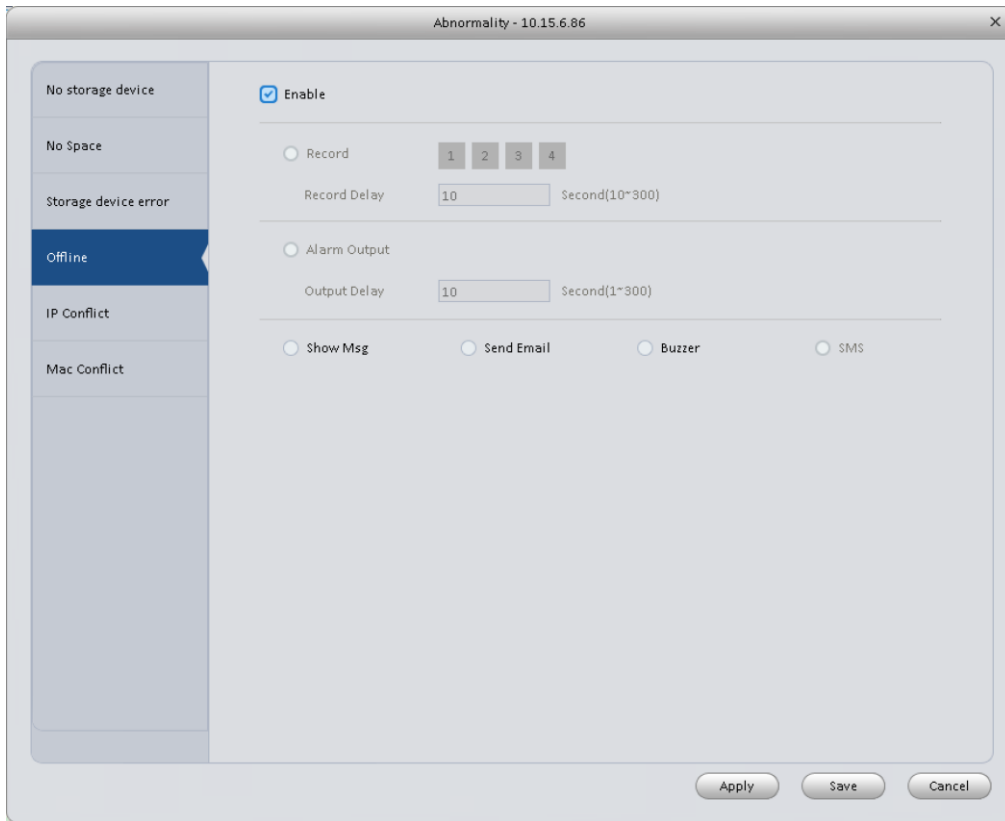 Abnormality - 10.15.6.86
No storage device
No Space
Storage device error
Offline
IP Conflict
Mac Conflict
Enable
Record 1 2 3 4
Record Delay 10 Second(10~300)
Alarm Output
Output Delay 10 Second(1~300)
Show Msg Send Email Buzzer SMS
Apply Save Cancel